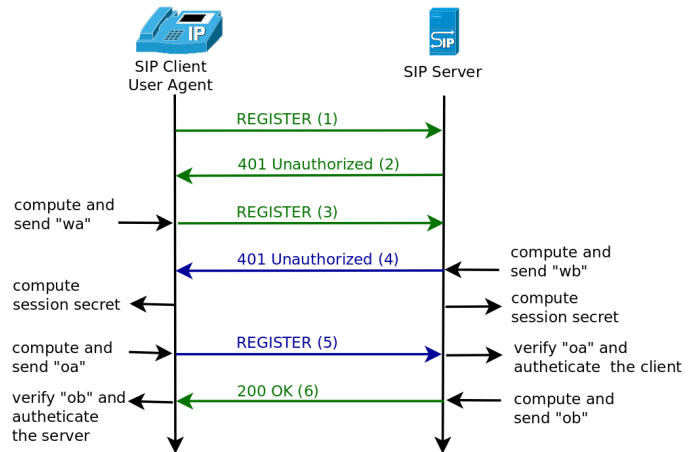 IP
SIP
SIP Client
User Agent
SIP Server
REGISTER (1)
401 Unauthorized (2)
compute and
send "wa"
REGISTER (3)
401 Unauthorized (4)
compute and
send "wb"
compute
session secret
compute
session secret
compute and
send "oa"
REGISTER (5)
verify "oa" and
autheticate the client
verify "ob" and
autheticate
the server
200 OK (6)
compute and
send "ob"